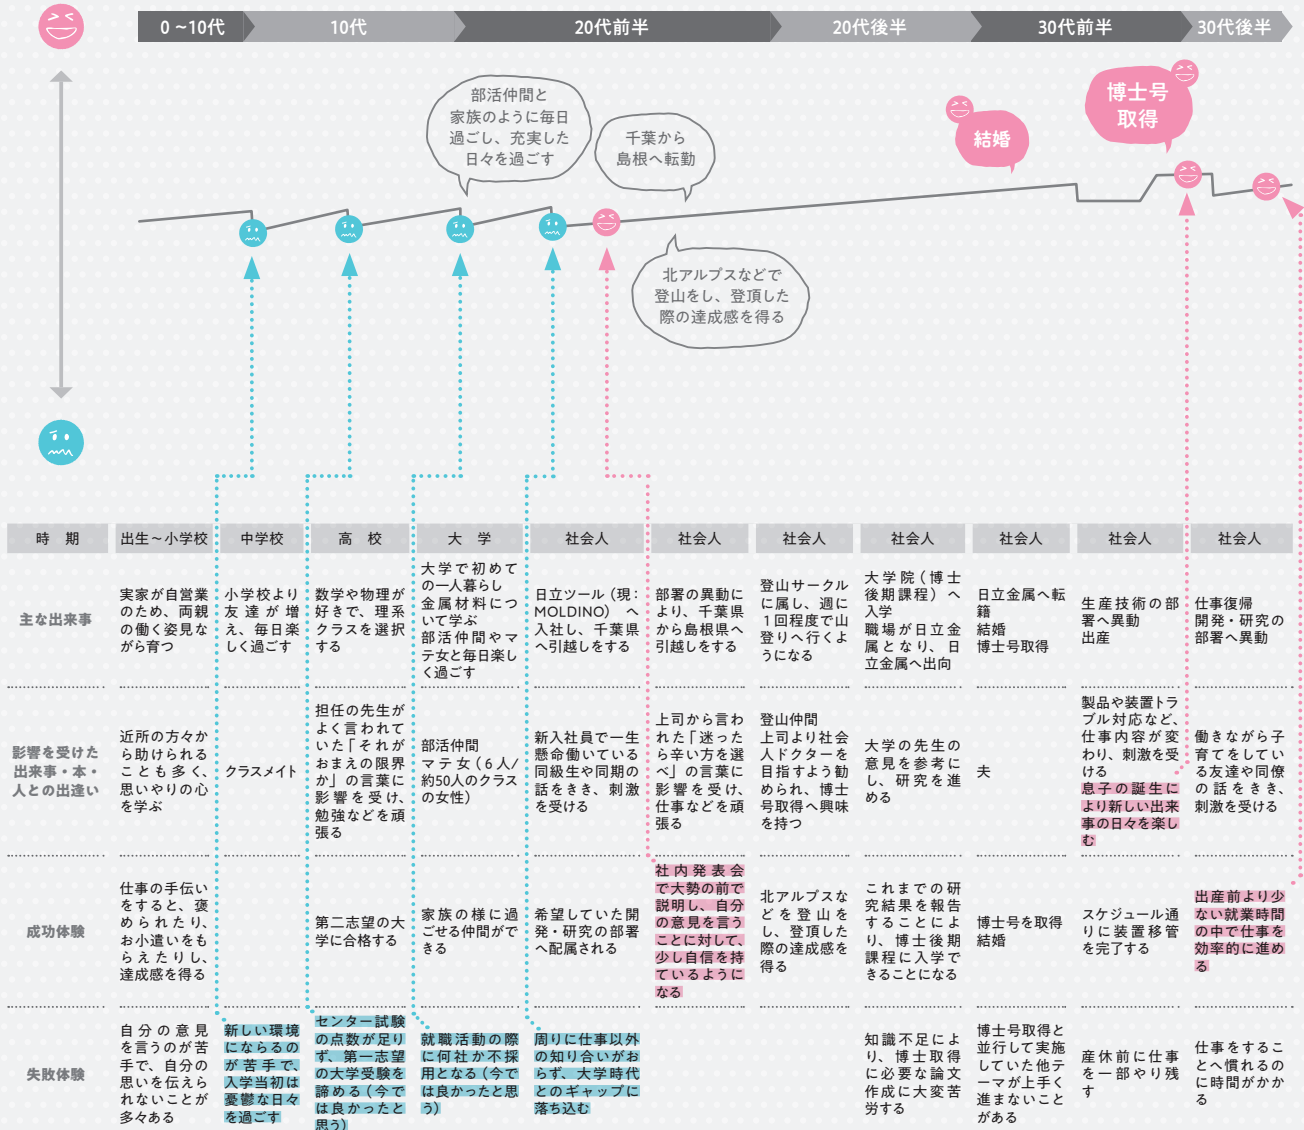 0 ~10代
10代
20代前半
20代後半
30代前半
30代後半
部活仲間と
家族のように毎日
過ごし、充実した
日々を過ごす
千葉から
島根へ転勤
結婚
博士号
取得
北アルプスなどで
登山をし、登頂した
際の達成感を得る
時 期
出生～小学校
中学校
高 校
大 学
社会人
社会人
社会人
社会人
社会人
社会人
社会人
主な出来事
実家が自営業
のため、両親
の働く姿見な
がら育つ
小学校より
友達が増
え、毎日楽
しく過ごす
数学や物理が
好きで、理系
クラスを選択
する
大学で初めて
の一人暮らし
金属材料につ
いて学ぶ
部活仲間やマ
テ女と毎日楽し
く過ごす
日立ツール（現：
MOLDINO）へ
入社し、千葉県
へ引越しをする
部署の異動に
より、千葉県
から島根県へ
引越しをする
登山サークル
に属し、週に
１回程度で山
登りへ行くよ
うになる
大学院（博士
後期課程）へ
入学
職場が日立金
属となり、日
立金属へ出向
日立金属へ転
籍
結婚
博士号取得
生産技術の部
署へ異動
出産
仕事復帰
開発・研究の
部署へ異動
影響を受けた
出来事・本・
人との出逢い
近所の方々か
ら助けられる
ことも多く、
思いやりの心
を学ぶ
クラスメイト
担任の先生が
よく言われて
いた「それが
おまえの限界
か」の言葉に
影響を受け、
勉強などを頑
張る
部活仲間
マテ女（６人/
約50人のクラス
の女性）
新入社員で一生
懸命働いている
同級生や同期の
話をきき、刺激
を受ける
上司から言わ
れた「迷った
ら辛い方を選
べ」の言葉に
影響を受け、
仕事などを頑
張る
登山仲間
上司より社会
人ドクターを
目指すよう勧
められ、博士
号取得へ興味
を持つ
大学の先生の
意見を参考に
し、研究を進
める
夫
製品や装置トラ
ブル対応など、
仕事内容が変
わり、刺激を受
ける
息子の誕生に
より新しい出来
事の日々を楽し
む
働きながら子
育てをしてい
る友達や同僚
の話をきき、
刺激を受ける
成功体験
仕事の手伝い
をすると、褒
められたり、
お小遣いをも
らえたりし、
達成感を得る
第二志望の大
学に合格する
家族の様に過
ごせる仲間がで
きる
希望していた開
発・研究の部署
へ配属される
社内発表会
で大勢の前で
説明し、自分
の意見を言う
ことに対して、
少し自信を持
ているように
なる
北アルプスな
どを登山を
し、登頂した
際の達成感を
得る
これまでの研
究結果を報告
することによ
り、博士後期
課程に入学で
きることになる
博士号を取得
結婚
スケジュール通
りに装置移管
を完了する
出産前より少
ない就業時間
の中で仕事を
効率的に進め
る
失敗体験
自分の意見
を言うのが苦
手で、自分の
思いを伝えら
れないことが
多々ある
新しい環境
にならるの
が苦手で、
入学当初は
憂鬱な日々
を過ごす
センター試験
の点数が足り
ず、第一志望
の大学受験を
諦める（今で
は良かったと
思う）
就職活動の際
に何社か不採
用となる（今で
は良かったと思
う）
周りに仕事以外
の知り合いがお
らず、大学時代
とのギャップに
落ち込む
知識不足によ
り、博士取得
に必要な論文
作成に大変苦
労する
博士号取得と
並行して実施
していた他テ
ーマが上手く
進まないこと
がある
産休前に仕事
を一部やり残
す
仕事をするこ
とへ慣れるの
に時間がかか
る